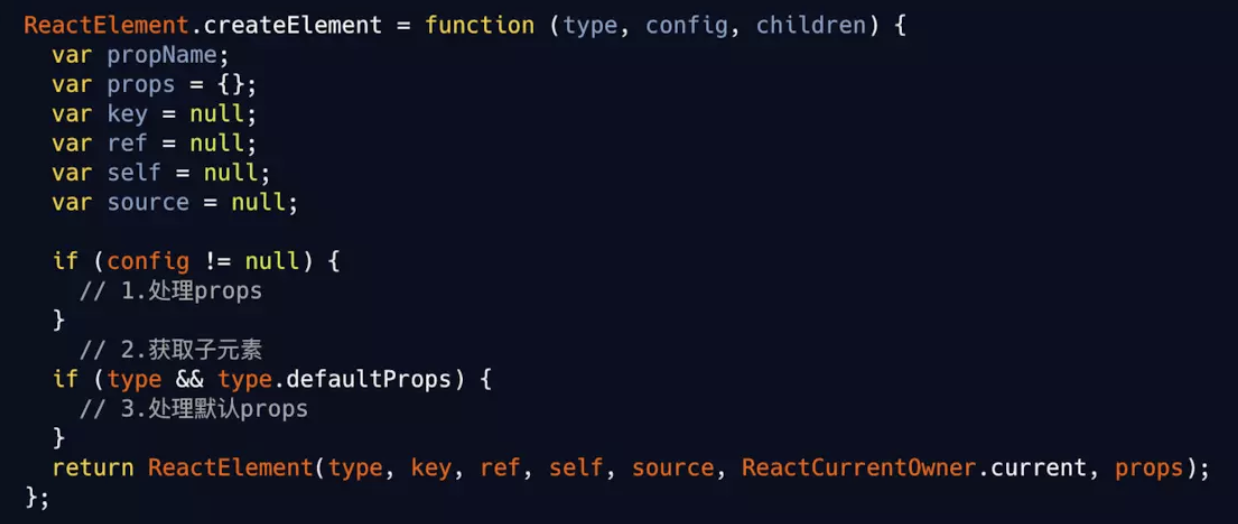 ReactElement.createElement = function (type, config, children) {
  var propName;
  var props = {};
  var key = null;
  var ref = null;
  var self = null;
  var source = null;

  if (config != null) {
    // 1.处理props
  }
    // 2.获取子元素
  if (type && type.defaultProps) {
    // 3.处理默认props
  }
  return ReactElement(type, key, ref, self, source, ReactCurrentOwner.current, props);
};